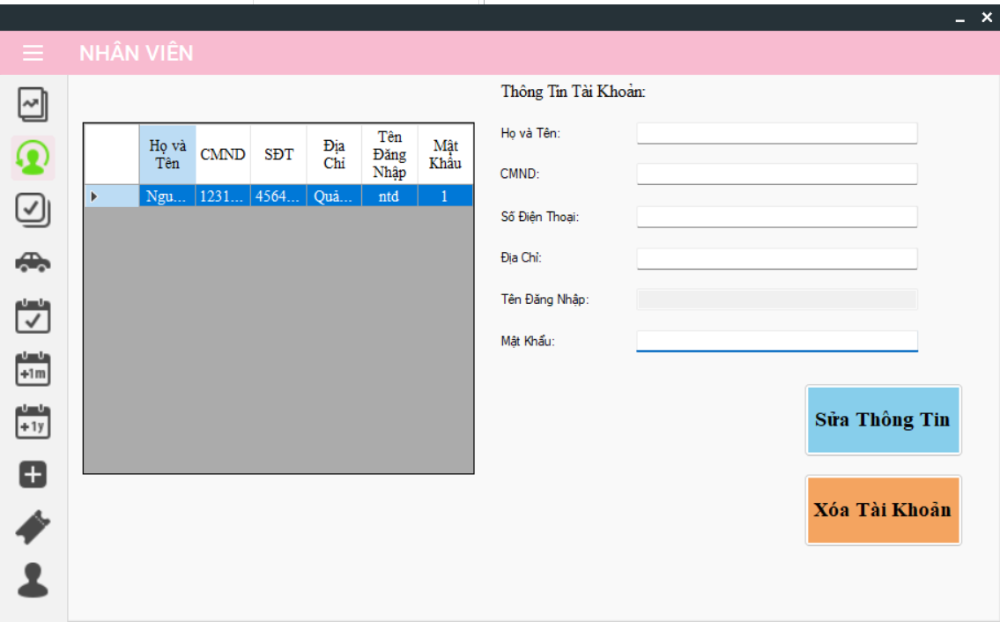 NHÂN VIÊN
Thông Tin Tài Khoản:
Họ và Tên
CMND
SĐT
Địa Chỉ
Tên Đăng Nhập
Mật Khẩu
Ngu...
1231...
4564...
Quả...
ntd
1
Họ và Tên:
CMND:
Số Điện Thoại:
Địa Chỉ:
Tên Đăng Nhập:
Mật Khẩu:
+1m
+1y
Sửa Thông Tin
Xóa Tài Khoản